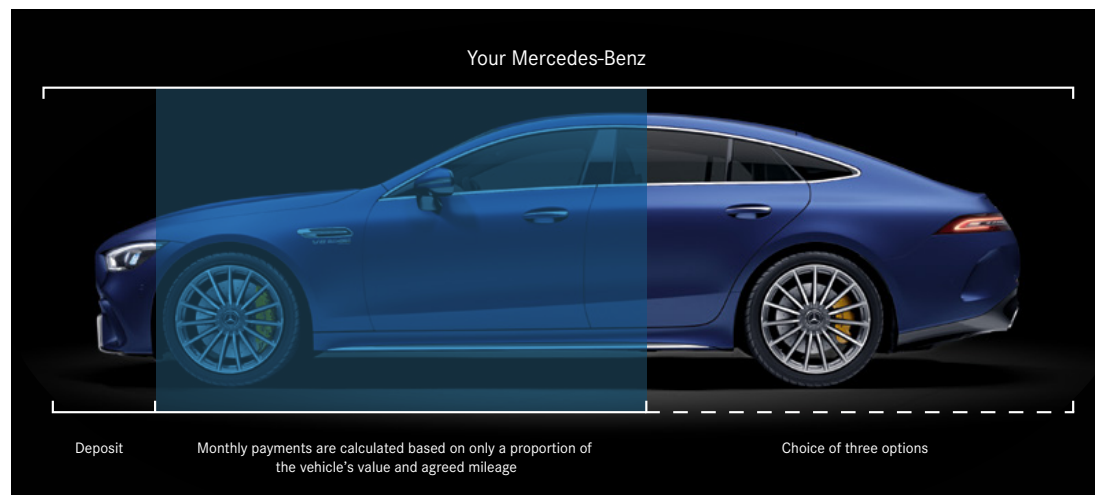 Your Mercedes-Benz
Deposit
Monthly payments are calculated based on only a proportion of
the vehicle's value and agreed mileage
Choice of three options